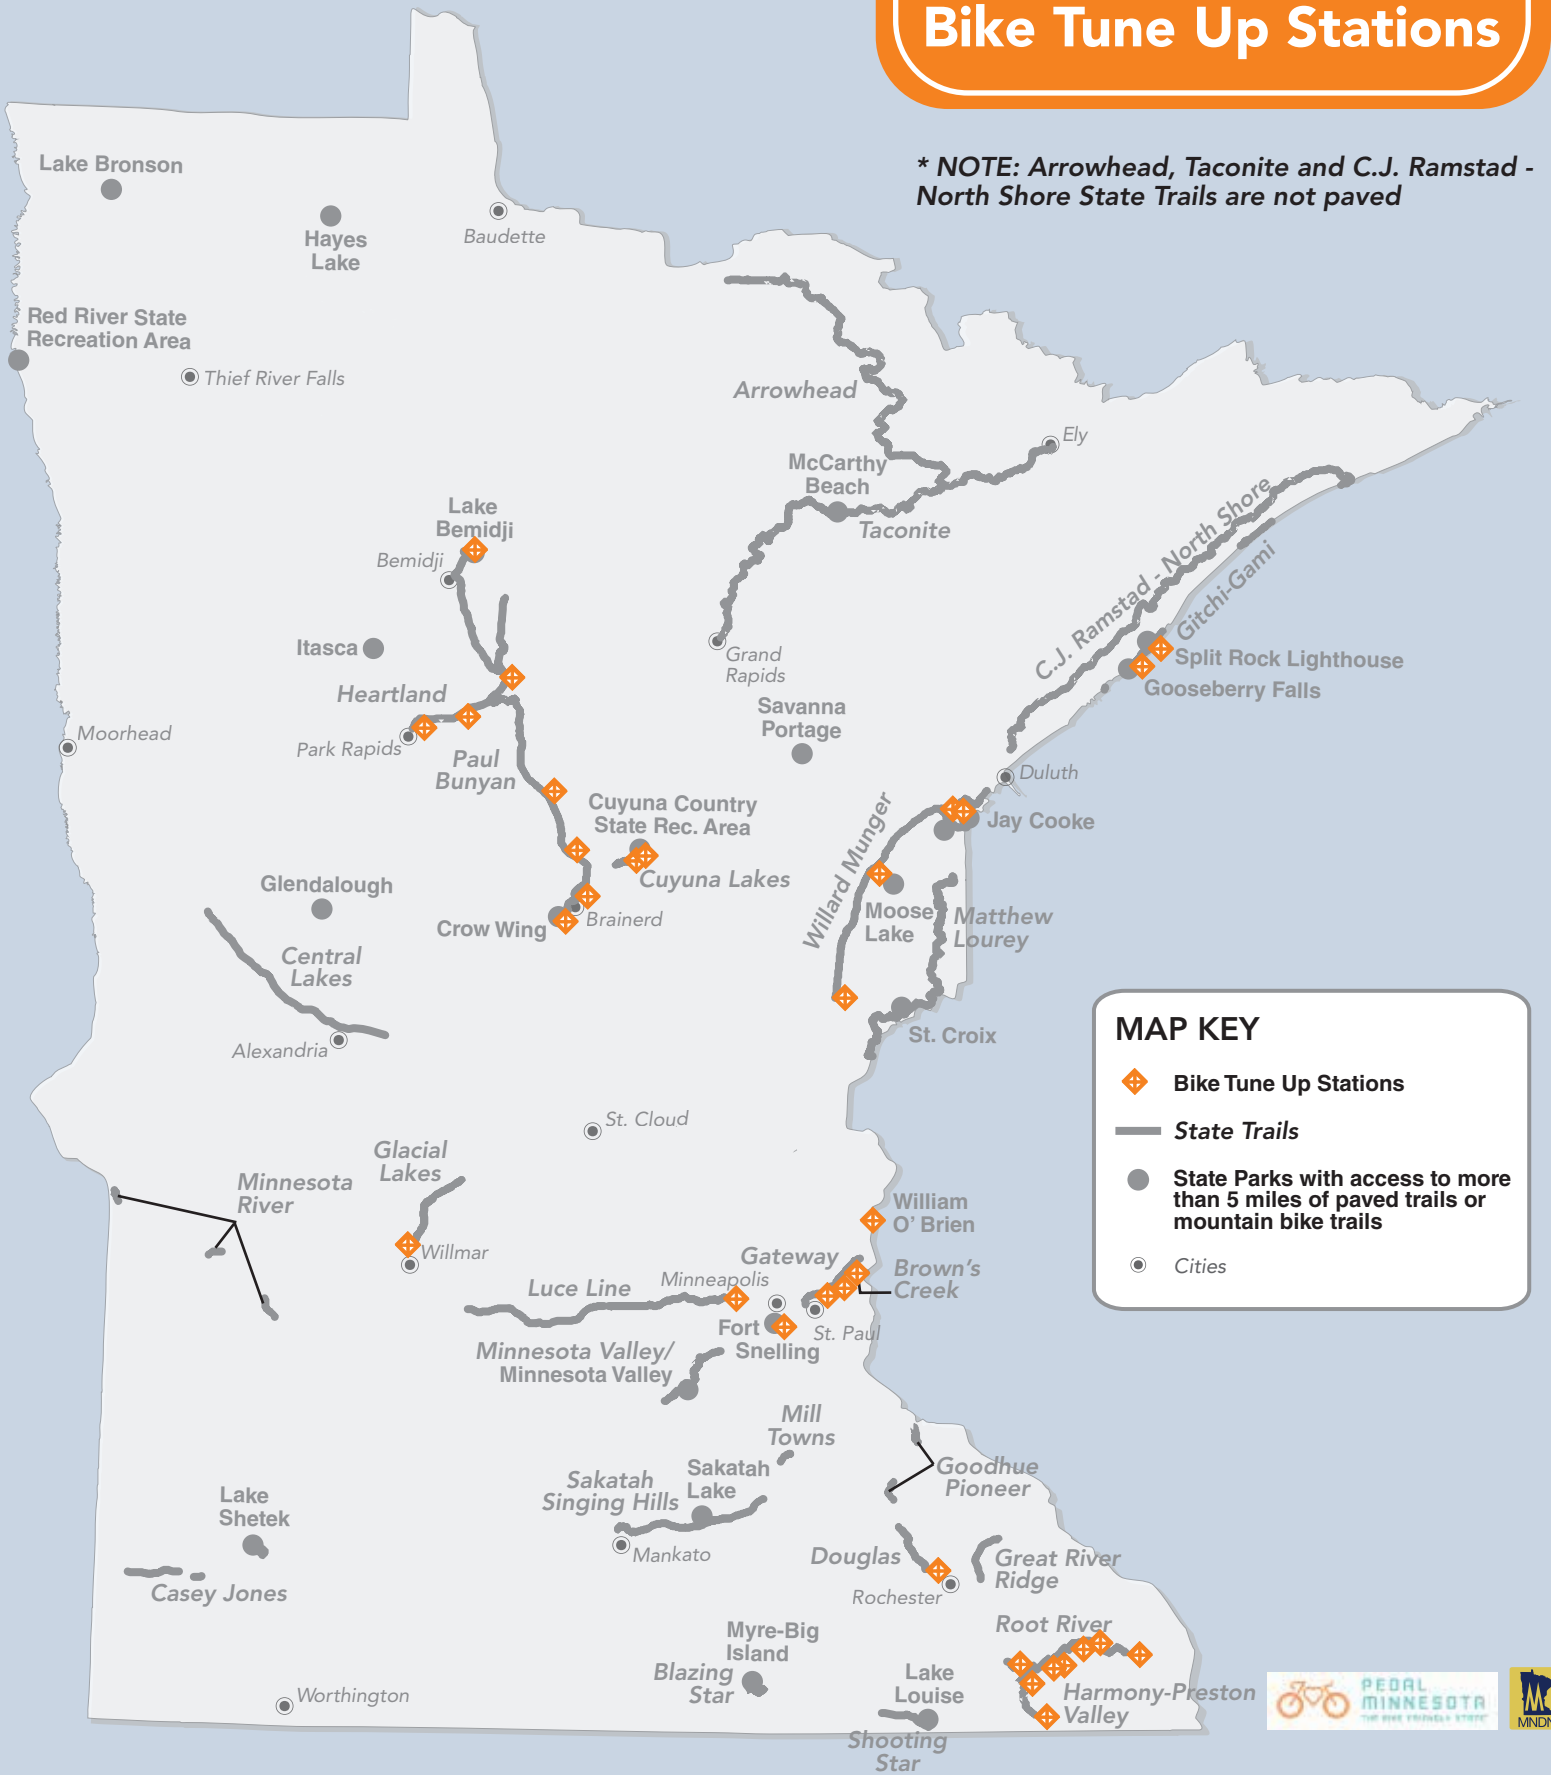 Bike Tune Up Stations
* NOTE: Arrowhead, Taconite and C.J. Ramstad -
North Shore State Trails are not paved
Lake Bronson
Hayes
Lake
Baudette
Red River State
Recreation Area
Thief River Falls
Arrowhead
Ely
McCarthy
Beach
Taconite
Lake
Bemidji
Bemidji
C.J. Ramstad - North Shore
Gitchi-Gami
Itasca
Grand
Rapids
Split Rock Lighthouse
Gooseberry Falls
Heartland
Savanna
Portage
Moorhead
Park Rapids
Paul
Bunyan
Duluth
Cuyuna Country
State Rec. Area
Jay Cooke
Willard Munger
Cuyuna Lakes
Glendalough
Crow Wing
Brainerd
Moose
Lake
Matthew
Lourey
Central
Lakes
Alexandria
St. Croix
MAP KEY
Bike Tune Up Stations
State Trails
State Parks with access to more
than 5 miles of paved trails or
mountain bike trails
Cities
St. Cloud
Glacial
Lakes
Minnesota
River
William
O' Brien
Willmar
Gateway
Brown's
Creek
Luce Line
Minneapolis
Fort
Snelling
St. Paul
Minnesota Valley/
Minnesota Valley
Mill
Towns
Goodhue
Pioneer
Sakatah
Singing Hills
Sakatah
Lake
Lake
Shetek
Mankato
Douglas
Great River
Ridge
Casey Jones
Rochester
Root River
Myre-Big
Island
Blazing
Star
Lake
Louise
Harmony-Preston
Valley
Worthington
Shooting
Star
PEDAL
MINNESOTA
THE BIKE FRIENDLY STATE